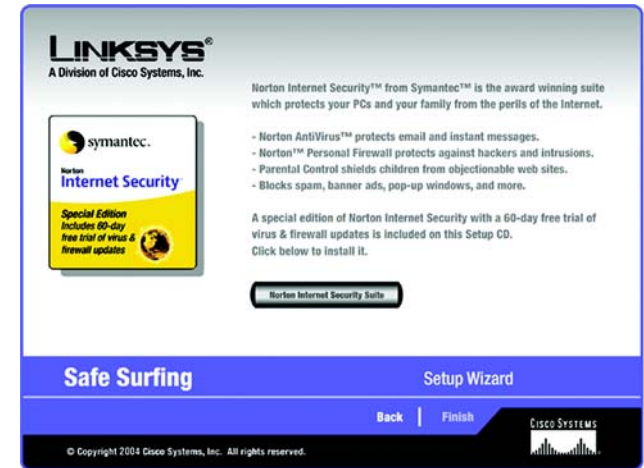 LINKSYS®
A Division of Cisco Systems, Inc.
Norton Internet Security™ from Symantec™ is the award winning suite
which protects your PCs and your family from the perils of the Internet.
- Norton AntiVirus™ protects email and instant messages.
- Norton™ Personal Firewall protects against hackers and intrusions.
- Parental Control shields children from objectionable web sites.
- Blocks spam, banner ads, pop-up windows, and more.
A special edition of Norton Internet Security with a 60-day free trial of
virus & firewall updates is included on this Setup CD.
Click below to install it.
symantec.
Norton
Internet Security
Special Edition
Includes 60-day
free trial of virus &
firewall updates
Norton Internet Security Suite
Safe Surfing
Setup Wizard
Back
Finish
CISCO SYSTEMS
© Copyright 2004 Cisco Systems, Inc. All rights reserved.